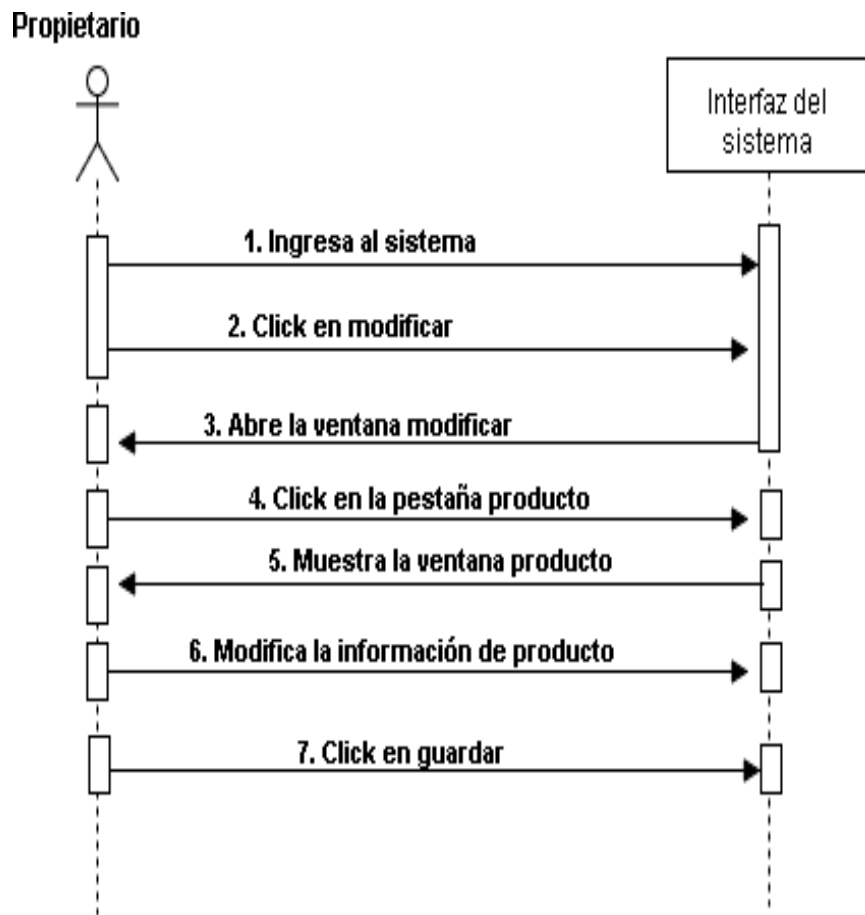 Propietario
Interfaz del
sistema
1. Ingresa al sistema
2. Click en modificar
3. Abre la ventana modificar
4. Click en la pestaña producto
5. Muestra la ventana producto
6. Modifica la información de producto
7. Click en guardar